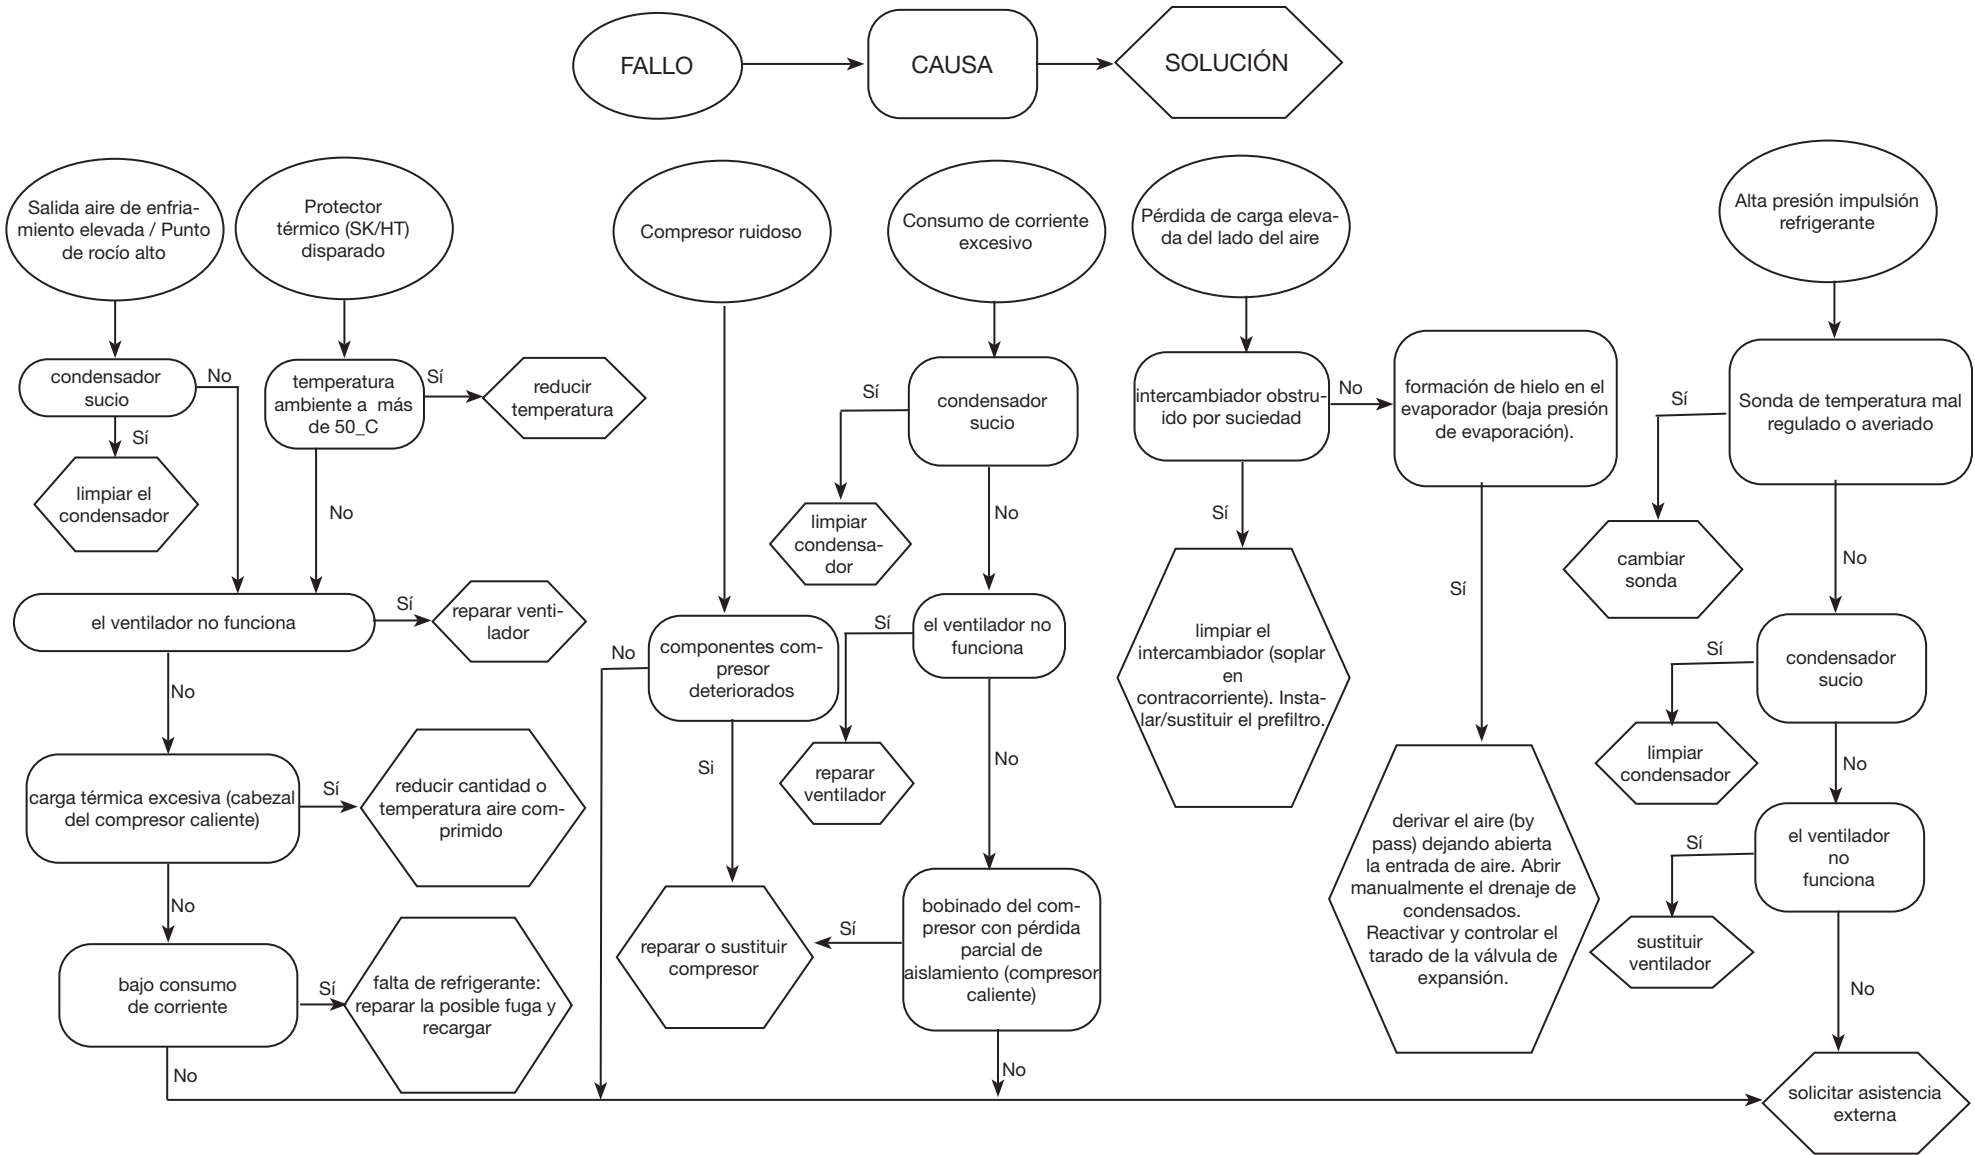 FALLO
CAUSA
SOLUCIÓN
Salida aire de enfria-
miento elevada / Punto
de rocío alto
condensador
sucio
No
Sí
limpiar el
condensador
Protector
térmico (SK/HT)
disparado
temperatura
ambiente a  más
de 50_C
Sí
reducir
temperatura
No
el ventilador no funciona
Sí
reparar venti-
lador
No
carga térmica excesiva (cabezal
del compresor caliente)
Sí
reducir cantidad o
temperatura aire com-
primido
No
bajo consumo
de corriente
Sí
falta de refrigerante:
reparar la posible fuga y
recargar
No
Compresor ruidoso
componentes com-
presor
deteriorados
No
Si
reparar o sustituir
compresor
Consumo de corriente
excesivo
condensador
sucio
Sí
limpiar
condensa-
dor
No
el ventilador no
funciona
Sí
reparar
ventilador
No
bobinado del com-
presor con pérdida
parcial de
aislamiento (compresor
caliente)
Sí
No
Pérdida de carga eleva-
da del lado del aire
intercambiador obstru-
ido por suciedad
No
Sí
limpiar el
intercambiador (soplar
en
contracorriente). Insta-
lar/sustituir el prefiltro.
formación de hielo en el
evaporador (baja presión
de evaporación).
Sí
derivar el aire (by
pass) dejando abierta
la entrada de aire. Abrir
manualmente el drenaje de
condensados.
Reactivar y controlar el
tarado de la válvula de
expansión.
Alta presión impulsión
refrigerante
Sonda de temperatura mal
regulado o averiado
Sí
cambiar
sonda
No
condensador
sucio
Sí
limpiar
condensador
No
el ventilador
no
funciona
Sí
sustituir
ventilador
No
solicitar asistencia
externa